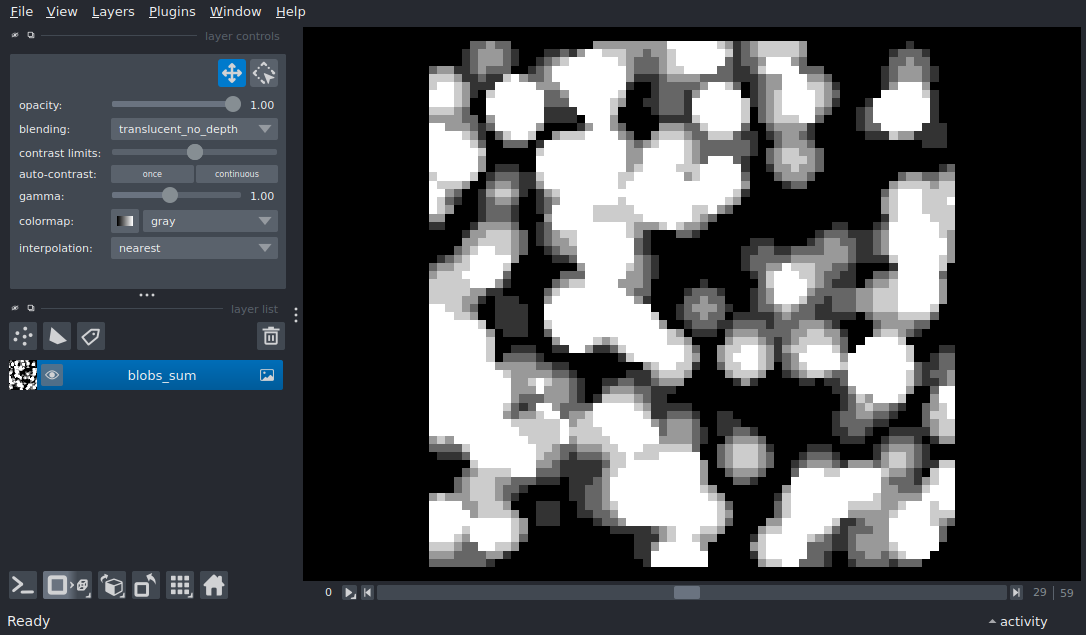 File View Layers Plugins Window Help
layer controls
opacity: 1.00
blending: translucent_no_depth
contrast limits:
auto-contrast: once continuous
gamma: 1.00
colormap: gray
interpolation: nearest
layer list
blobs_sum
0 29 59
Ready activity